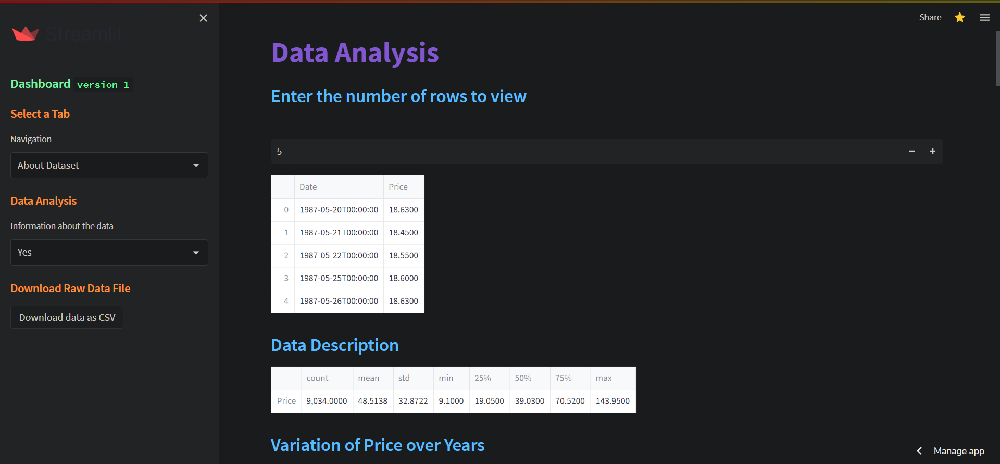 Streamlit
Dashboard version 1
Select a Tab
Navigation
About Dataset
Data Analysis
Information about the data
Yes
Download Raw Data File
Download data as CSV
Share
Data Analysis
Enter the number of rows to view
5 − +
Date Price
0 1987-05-20T00:00:00 18.6300
1 1987-05-21T00:00:00 18.4500
2 1987-05-22T00:00:00 18.5500
3 1987-05-25T00:00:00 18.6000
4 1987-05-26T00:00:00 18.6300
Data Description
count mean std min 25% 50% 75% max
Price 9,034.0000 48.5138 32.8722 9.1000 19.0500 39.0300 70.5200 143.9500
Variation of Price over Years
Manage app